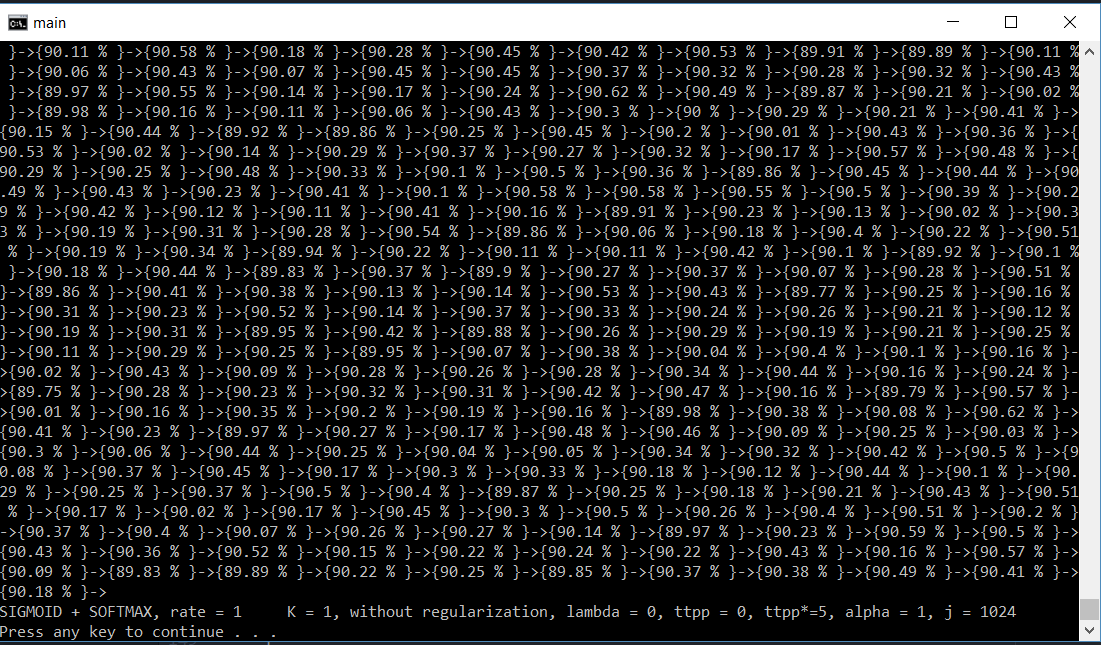 main
}->{90.11 % }->{90.58 % }->{90.18 % }->{90.28 % }->{90.45 % }->{90.42 % }->{90.53 % }->{89.91 % }->{89.89 % }->{90.11 %
}->{90.06 % }->{90.43 % }->{90.07 % }->{90.45 % }->{90.45 % }->{90.37 % }->{90.32 % }->{90.28 % }->{90.32 % }->{90.43 %
}->{89.97 % }->{90.55 % }->{90.14 % }->{90.17 % }->{90.24 % }->{90.62 % }->{90.49 % }->{89.87 % }->{90.21 % }->{90.02 %
}->{89.98 % }->{90.16 % }->{90.11 % }->{90.06 % }->{90.43 % }->{90.3 % }->{90 % }->{90.29 % }->{90.21 % }->{90.41 % }->
{90.15 % }->{90.44 % }->{89.92 % }->{89.86 % }->{90.25 % }->{90.45 % }->{90.2 % }->{90.01 % }->{90.43 % }->{90.36 % }->{
90.53 % }->{90.02 % }->{90.14 % }->{90.29 % }->{90.37 % }->{90.27 % }->{90.32 % }->{90.17 % }->{90.57 % }->{90.48 % }->{
90.29 % }->{90.25 % }->{90.48 % }->{90.33 % }->{90.1 % }->{90.5 % }->{90.36 % }->{89.86 % }->{90.45 % }->{90.44 % }->{90
.49 % }->{90.43 % }->{90.23 % }->{90.41 % }->{90.1 % }->{90.58 % }->{90.58 % }->{90.55 % }->{90.5 % }->{90.39 % }->{90.2
9 % }->{90.42 % }->{90.12 % }->{90.11 % }->{90.41 % }->{90.16 % }->{89.91 % }->{90.23 % }->{90.13 % }->{90.02 % }->{90.3
3 % }->{90.19 % }->{90.31 % }->{90.28 % }->{90.54 % }->{89.86 % }->{90.06 % }->{90.18 % }->{90.4 % }->{90.22 % }->{90.51
% }->{90.19 % }->{90.34 % }->{89.94 % }->{90.22 % }->{90.11 % }->{90.11 % }->{90.42 % }->{90.1 % }->{89.92 % }->{90.1 %
}->{90.18 % }->{90.44 % }->{89.83 % }->{90.37 % }->{89.9 % }->{90.27 % }->{90.37 % }->{90.07 % }->{90.28 % }->{90.51 %
}->{89.86 % }->{90.41 % }->{90.38 % }->{90.13 % }->{90.14 % }->{90.53 % }->{90.43 % }->{89.77 % }->{90.25 % }->{90.16 %
}->{90.31 % }->{90.23 % }->{90.52 % }->{90.14 % }->{90.37 % }->{90.33 % }->{90.24 % }->{90.26 % }->{90.21 % }->{90.12 %
}->{90.19 % }->{90.31 % }->{89.95 % }->{90.42 % }->{89.88 % }->{90.26 % }->{90.29 % }->{90.19 % }->{90.21 % }->{90.25 %
}->{90.11 % }->{90.29 % }->{90.25 % }->{89.95 % }->{90.07 % }->{90.38 % }->{90.04 % }->{90.4 % }->{90.1 % }->{90.16 % }-
>{90.02 % }->{90.43 % }->{90.09 % }->{90.28 % }->{90.26 % }->{90.28 % }->{90.34 % }->{90.44 % }->{90.16 % }->{90.24 % }-
>{89.75 % }->{90.28 % }->{90.23 % }->{90.32 % }->{90.31 % }->{90.42 % }->{90.47 % }->{90.16 % }->{89.79 % }->{90.57 % }-
>{90.01 % }->{90.16 % }->{90.35 % }->{90.2 % }->{90.19 % }->{90.16 % }->{89.98 % }->{90.38 % }->{90.08 % }->{90.62 % }->
{90.41 % }->{90.23 % }->{89.97 % }->{90.27 % }->{90.17 % }->{90.48 % }->{90.46 % }->{90.09 % }->{90.25 % }->{90.03 % }->
{90.3 % }->{90.06 % }->{90.44 % }->{90.25 % }->{90.04 % }->{90.05 % }->{90.34 % }->{90.32 % }->{90.42 % }->{90.5 % }->{9
0.08 % }->{90.37 % }->{90.45 % }->{90.17 % }->{90.3 % }->{90.33 % }->{90.18 % }->{90.12 % }->{90.44 % }->{90.1 % }->{90.
29 % }->{90.25 % }->{90.37 % }->{90.5 % }->{90.4 % }->{89.87 % }->{90.25 % }->{90.18 % }->{90.21 % }->{90.43 % }->{90.51
% }->{90.17 % }->{90.02 % }->{90.17 % }->{90.45 % }->{90.3 % }->{90.5 % }->{90.26 % }->{90.4 % }->{90.51 % }->{90.2 % }
->{90.37 % }->{90.4 % }->{90.07 % }->{90.26 % }->{90.27 % }->{90.14 % }->{89.97 % }->{90.23 % }->{90.59 % }->{90.5 % }->
{90.43 % }->{90.36 % }->{90.52 % }->{90.15 % }->{90.22 % }->{90.24 % }->{90.22 % }->{90.43 % }->{90.16 % }->{90.57 % }->
{90.09 % }->{89.83 % }->{89.89 % }->{90.22 % }->{90.25 % }->{89.85 % }->{90.37 % }->{90.38 % }->{90.49 % }->{90.41 % }->
{90.18 % }->
SIGMOID + SOFTMAX, rate = 1     K = 1, without regularization, lambda = 0, ttpp = 0, ttpp*=5, alpha = 1, j = 1024
Press any key to continue . . .